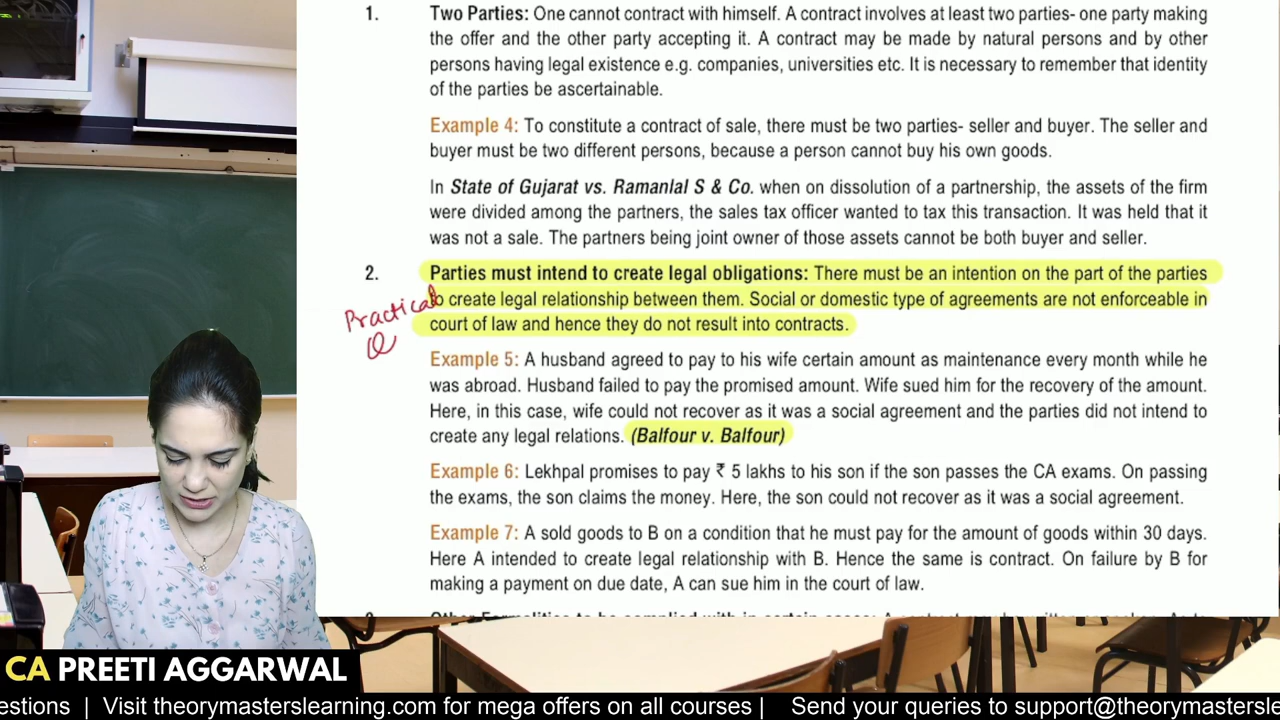 1. Two Parties: One cannot contract with himself. A contract involves at least two parties- one party making
the offer and the other party accepting it. A contract may be made by natural persons and by other
persons having legal existence e.g. companies, universities etc. It is necessary to remember that identity
of the parties be ascertainable.
Example 4: To constitute a contract of sale, there must be two parties- seller and buyer. The seller and
buyer must be two different persons, because a person cannot buy his own goods.
In State of Gujarat vs. Ramanlal S & Co. when on dissolution of a partnership, the assets of the firm
were divided among the partners, the sales tax officer wanted to tax this transaction. It was held that it
was not a sale. The partners being joint owner of those assets cannot be both buyer and seller.
2. Parties must intend to create legal obligations: There must be an intention on the part of the parties
to create legal relationship between them. Social or domestic type of agreements are not enforceable in
court of law and hence they do not result into contracts.
Practical
Q
Example 5: A husband agreed to pay to his wife certain amount as maintenance every month while he
was abroad. Husband failed to pay the promised amount. Wife sued him for the recovery of the amount.
Here, in this case, wife could not recover as it was a social agreement and the parties did not intend to
create any legal relations. (Balfour v. Balfour)
Example 6: Lekhpal promises to pay ₹ 5 lakhs to his son if the son passes the CA exams. On passing
the exams, the son claims the money. Here, the son could not recover as it was a social agreement.
Example 7: A sold goods to B on a condition that he must pay for the amount of goods within 30 days.
Here A intended to create legal relationship with B. Hence the same is contract. On failure by B for
making a payment on due date, A can sue him in the court of law.
CA PREETI AGGARWAL
estions | Visit theorymasterslearning.com for mega offers on all courses | Send your queries to support@theorymastersle